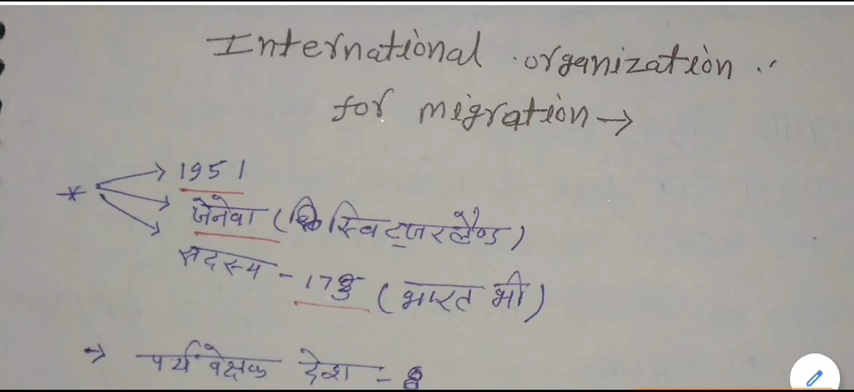 International organization
for migration →
* → 1951
→ जेनेवा (स्विट्जरलैण्ड)
→ सदस्य - 173 (भारत भी)
→ पर्यवेक्षक देश - 8